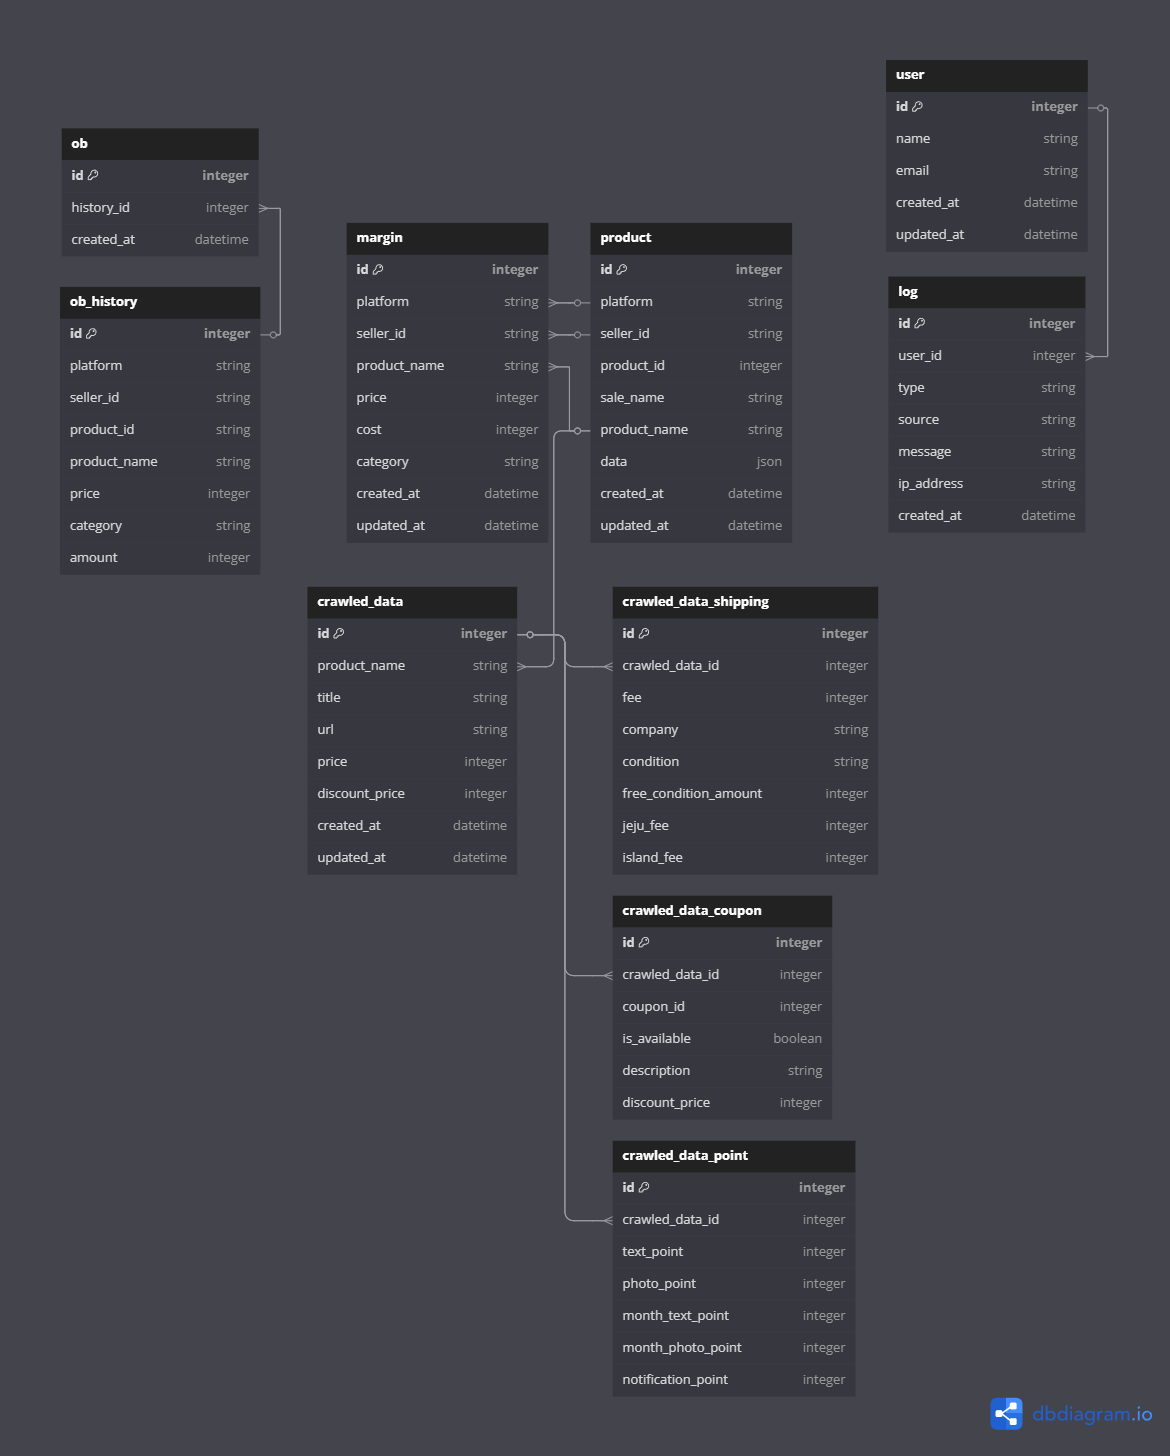 ob
id integer
history_id integer
created_at datetime
ob_history
id integer
platform string
seller_id string
product_id string
product_name string
price integer
category string
amount integer
margin
id integer
platform string
seller_id string
product_name string
price integer
cost integer
category string
created_at datetime
updated_at datetime
product
id integer
platform string
seller_id string
product_id integer
sale_name string
product_name string
data json
created_at datetime
updated_at datetime
user
id integer
name string
email string
created_at datetime
updated_at datetime
log
id integer
user_id integer
type string
source string
message string
ip_address string
created_at datetime
crawled_data
id integer
product_name string
title string
url string
price integer
discount_price integer
created_at datetime
updated_at datetime
crawled_data_shipping
id integer
crawled_data_id integer
fee integer
company string
condition string
free_condition_amount integer
jeju_fee integer
island_fee integer
crawled_data_coupon
id integer
crawled_data_id integer
coupon_id integer
is_available boolean
description string
discount_price integer
crawled_data_point
id integer
crawled_data_id integer
text_point integer
photo_point integer
month_text_point integer
month_photo_point integer
notification_point integer
dbdiagram.io